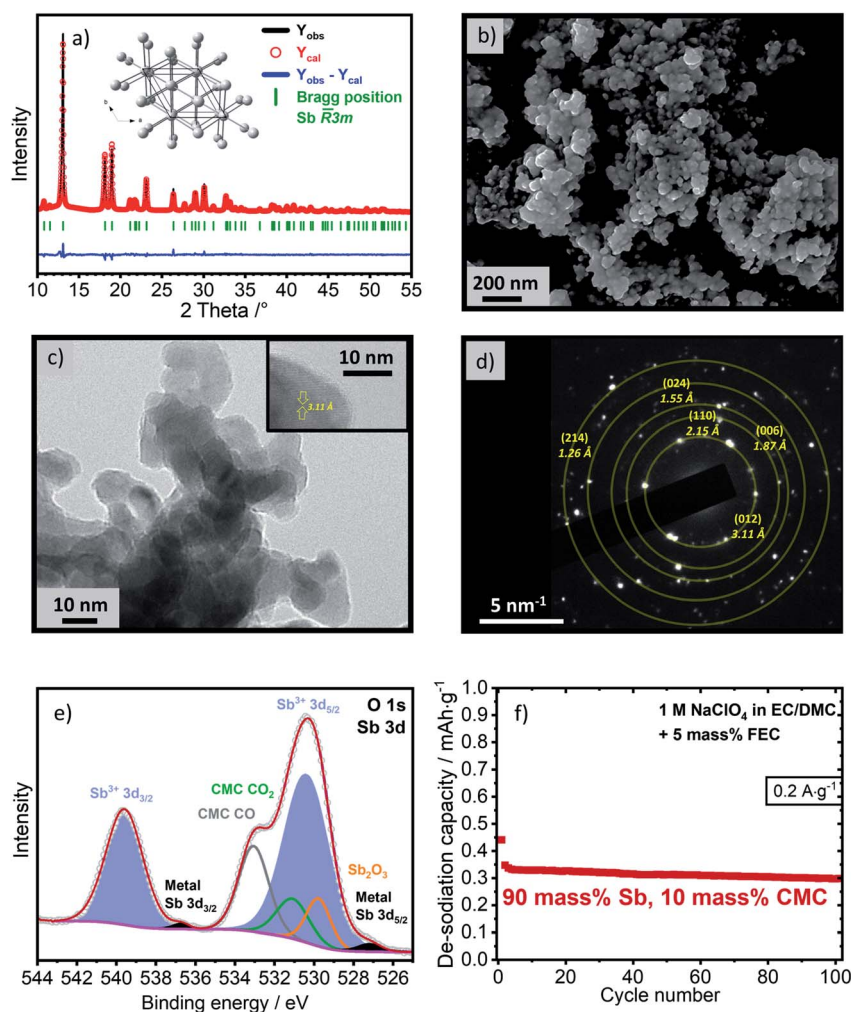 a)
Y_obs
Y_cal
Y_obs - Y_cal
Bragg position
Sb R̄3m
b
a
Intensity
10 15 20 25 30 35 40 45 50 55
2 Theta /°
b)
200 nm
c)
10 nm
3.11 Å
10 nm
d)
(024)
1.55 Å
(110)
2.15 Å
(006)
1.87 Å
(214)
1.26 Å
(012)
3.11 Å
5 nm⁻¹
e)
O 1s
Sb 3d
Sb³⁺ 3d₅/₂
Sb³⁺ 3d₃/₂
CMC CO₂
CMC CO
Sb₂O₃
Metal
Sb 3d₃/₂
Metal
Sb 3d₅/₂
Intensity
544 542 540 538 536 534 532 530 528 526
Binding energy / eV
f)
1 M NaClO₄ in EC/DMC
+ 5 mass% FEC
0.2 A·g⁻¹
90 mass% Sb, 10 mass% CMC
De-sodiation capacity / mAh·g⁻¹
1.0
0.9
0.8
0.7
0.6
0.5
0.4
0.3
0.2
0.1
0.0
0 20 40 60 80 100
Cycle number